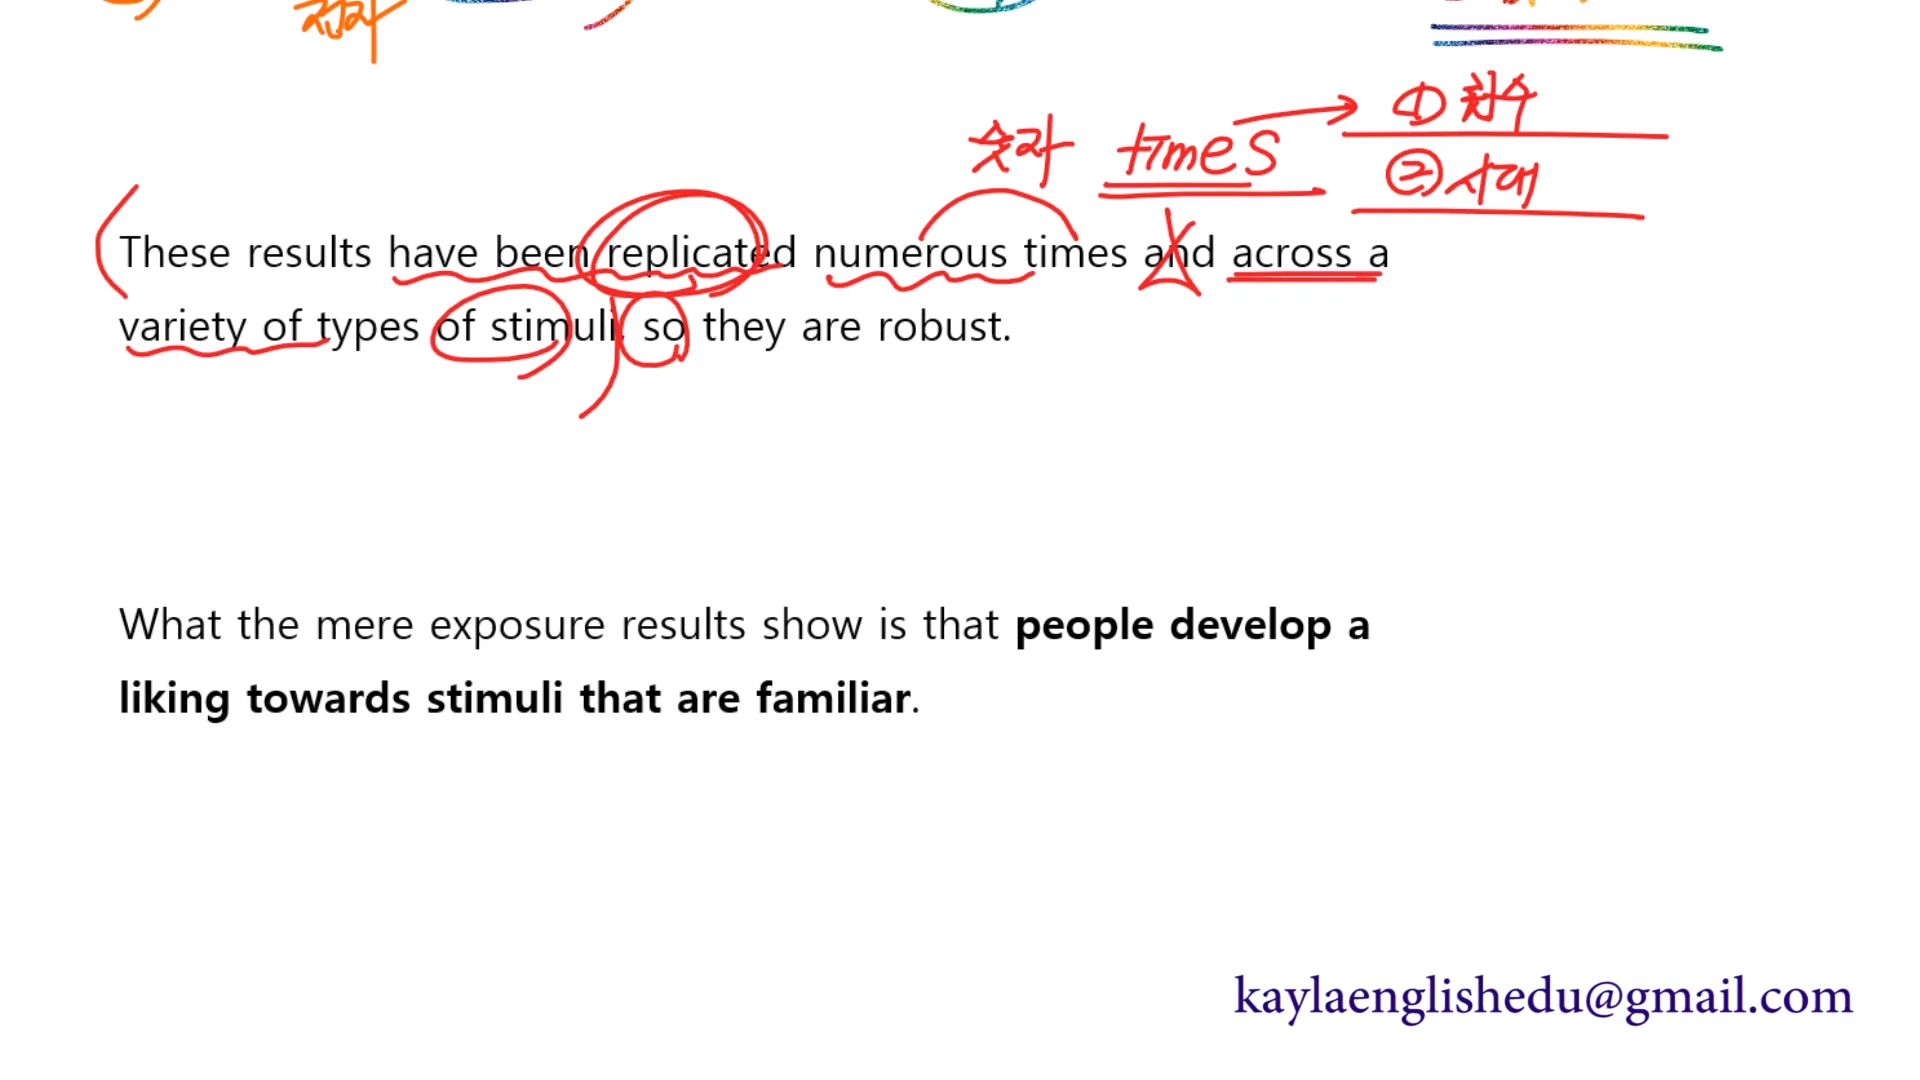 ① 횟수
숫자 times
② 시대
These results have been replicated numerous times and across a
variety of types of stimuli, so they are robust.
What the mere exposure results show is that people develop a
liking towards stimuli that are familiar.
kaylaenglishedu@gmail.com